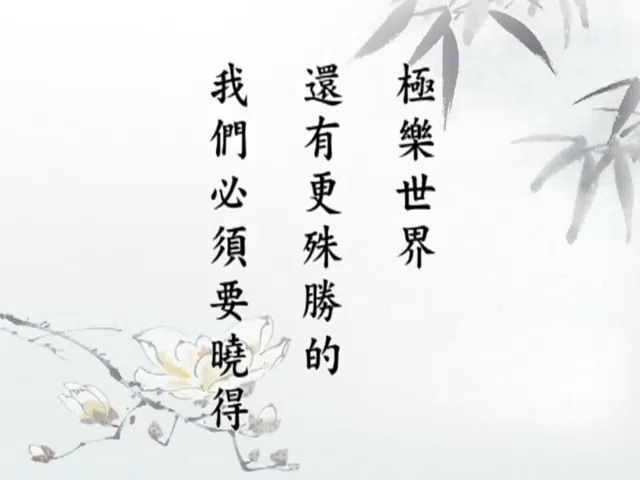 極樂世界
還有更殊勝的
我們必須要曉得